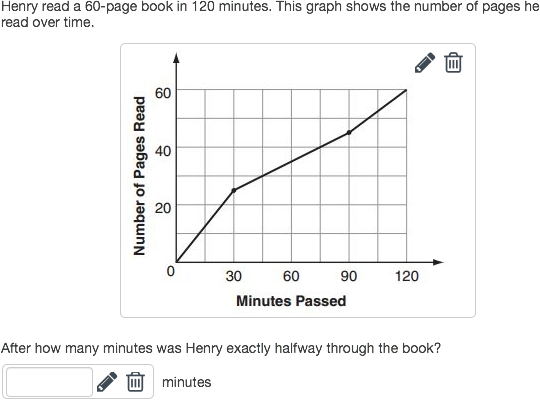 Henry read a 60-page book in 120 minutes. This graph shows the number of pages he
read over time.
Number of Pages Read
60
40
20
0
30 60 90 120
Minutes Passed
After how many minutes was Henry exactly halfway through the book?
minutes